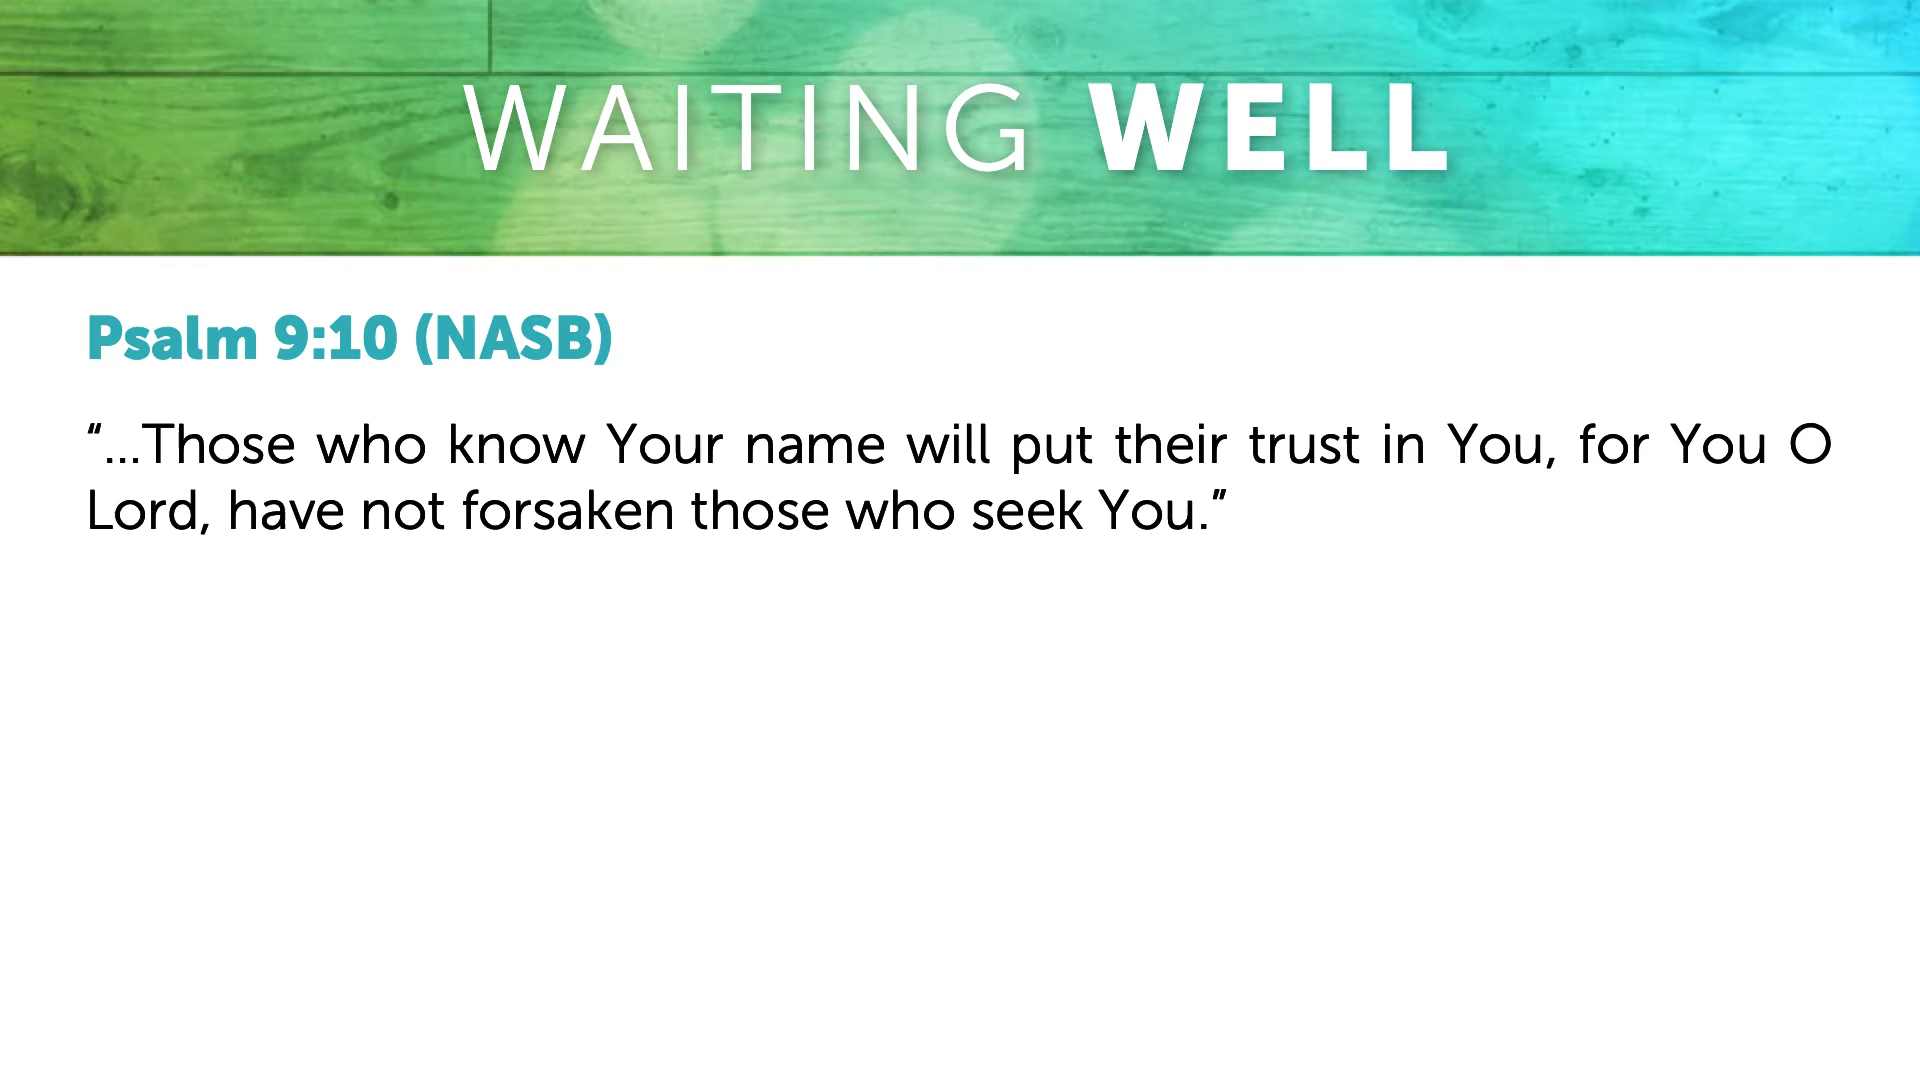 WAITING WELL
Psalm 9:10 (NASB)
“...Those who know Your name will put their trust in You, for You O
Lord, have not forsaken those who seek You.”